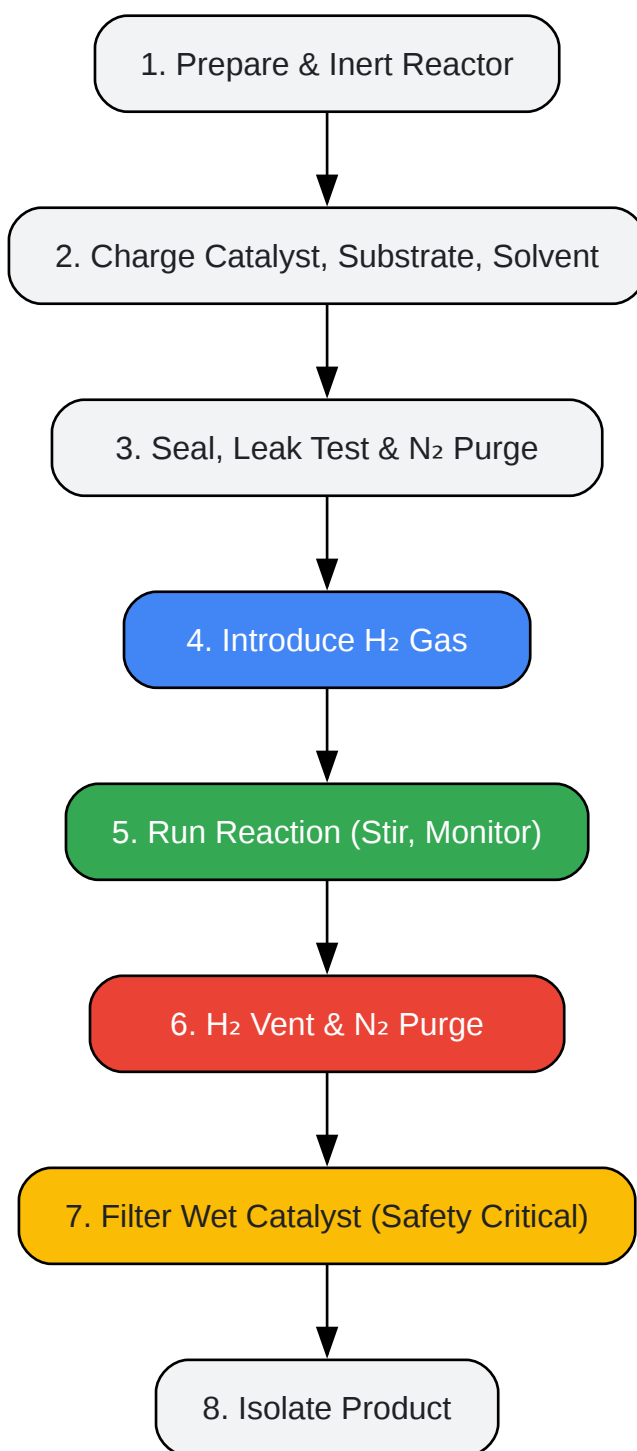 1. Prepare & Inert Reactor
2. Charge Catalyst, Substrate, Solvent
3. Seal, Leak Test & N₂ Purge
4. Introduce H₂ Gas
5. Run Reaction (Stir, Monitor)
6. H₂ Vent & N₂ Purge
7. Filter Wet Catalyst (Safety Critical)
8. Isolate Product